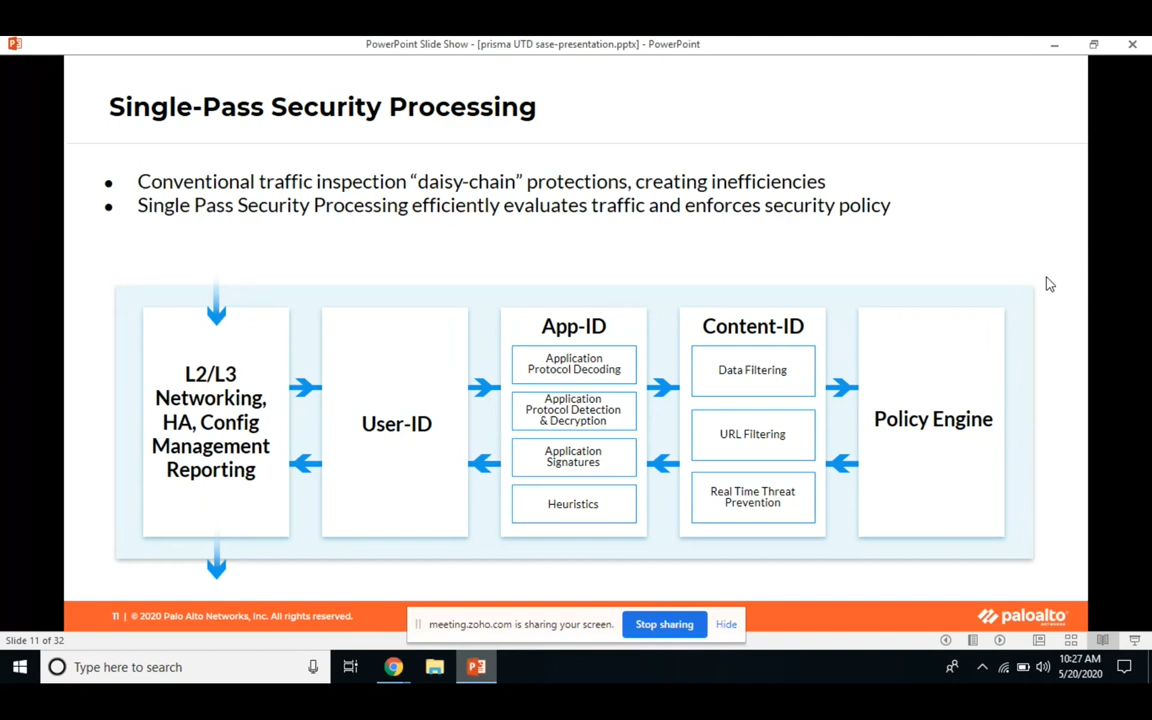 PowerPoint Slide Show - [prisma UTD sase-presentation.pptx] - PowerPoint
Single-Pass Security Processing
● Conventional traffic inspection “daisy-chain” protections, creating inefficiencies
● Single Pass Security Processing efficiently evaluates traffic and enforces security policy
L2/L3
Networking,
HA, Config
Management
Reporting
User-ID
App-ID
Application
Protocol Decoding
Application
Protocol Detection
& Decryption
Application
Signatures
Heuristics
Content-ID
Data Filtering
URL Filtering
Real Time Threat
Prevention
Policy Engine
11 | © 2020 Palo Alto Networks, Inc. All rights reserved.
meeting.zoho.com is sharing your screen.
Stop sharing
Hide
paloalto
NETWORKS
Slide 11 of 32
Type here to search
10:27 AM
5/20/2020